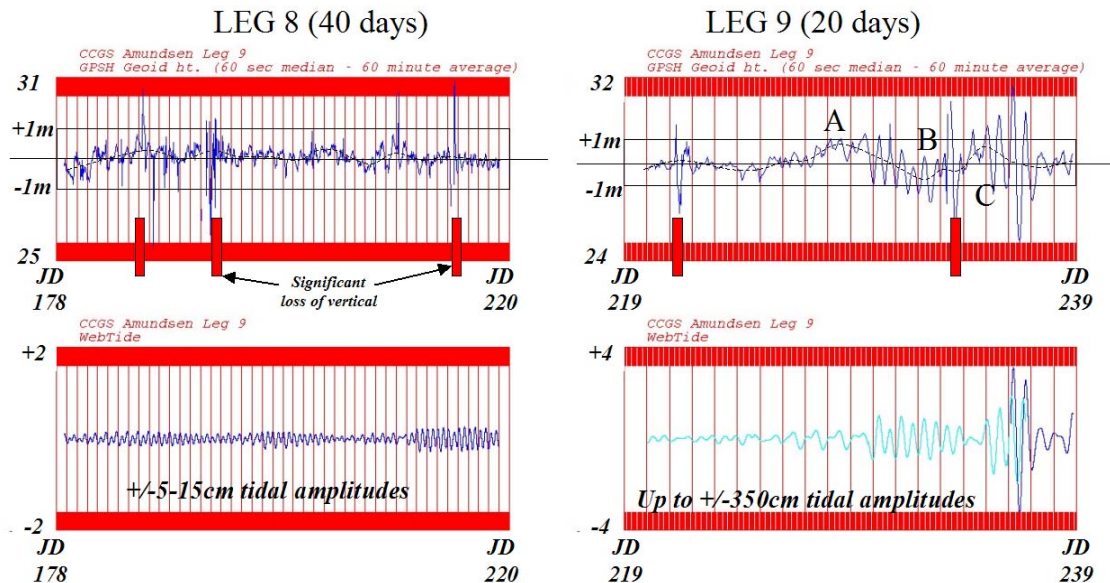 LEG 8 (40 days)
CCGS Amundsen Leg 9
GPSH Geoid ht. (60 sec median - 60 minute average)
31
+1m
-1m
25
JD
178
Significant
loss of vertical
JD
220
LEG 9 (20 days)
CCGS Amundsen Leg 9
GPSH Geoid ht. (60 sec median - 60 minute average)
32
+1m
-1m
24
A
B
C
JD
219
JD
239
CCGS Amundsen Leg 9
WebTide
+2
+/-5-15cm tidal amplitudes
-2
JD
178
JD
220
CCGS Amundsen Leg 9
WebTide
+4
Up to +/-350cm tidal amplitudes
-4
JD
219
JD
239